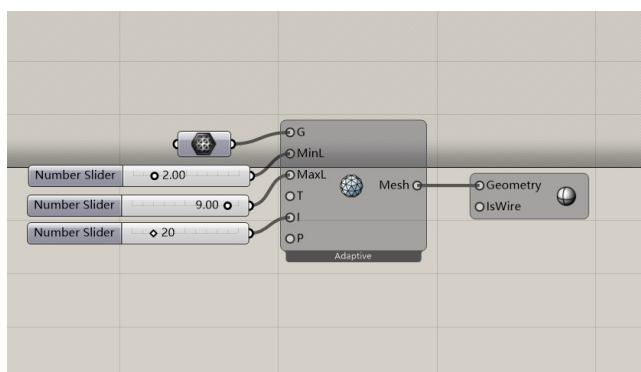 G
MinL
Number Slider 2.00
MaxL
Mesh
Geometry
Number Slider 9.00
T
IsWire
Number Slider 20
I
P
Adaptive